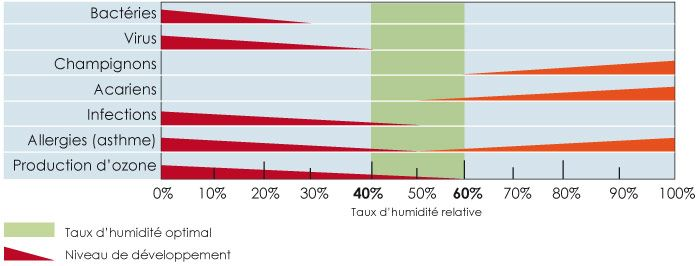 Bactéries
Virus
Champignons
Acariens
Infections
Allergies (asthme)
Production d'ozone
0% 10% 20% 30% 40% 50% 60% 70% 80% 90% 100%
Taux d'humidité relative
Taux d'humidité optimal
Niveau de développement